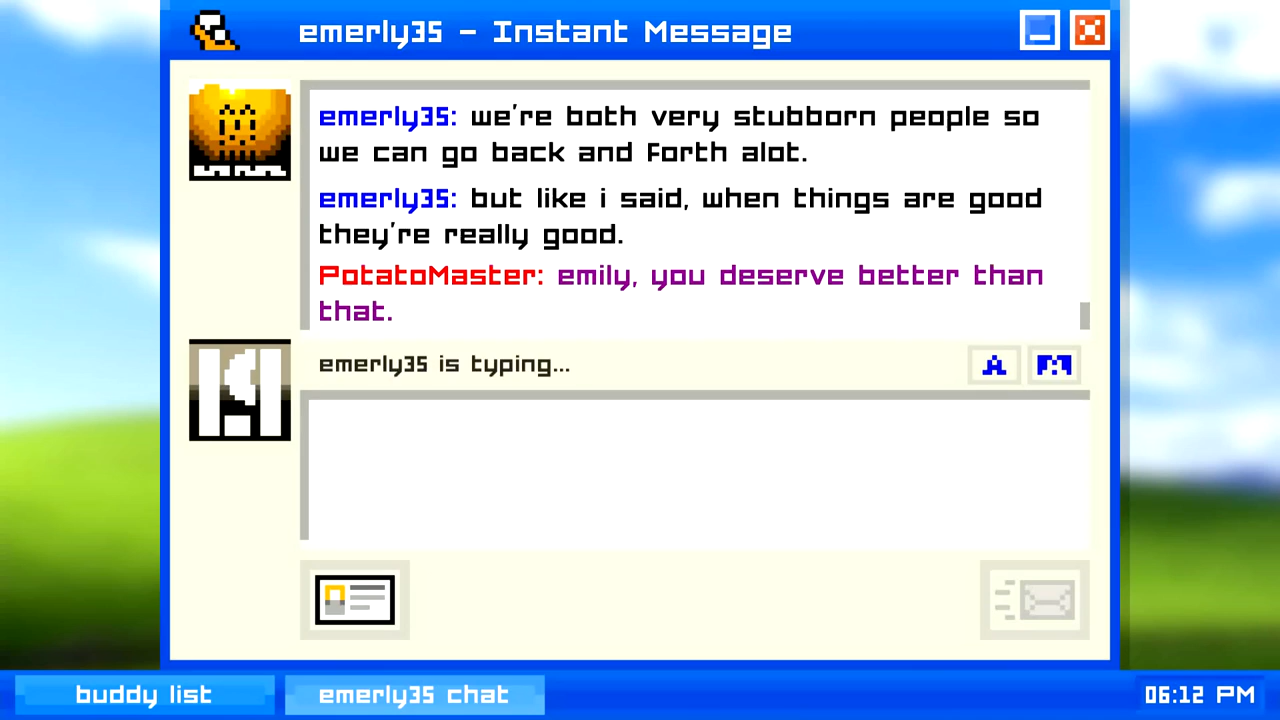 emerly35 - Instant Message
emerly35: we're both very stubborn people so
we can go back and forth alot.
emerly35: but like i said, when things are good
they're really good.
PotatoMaster: emily, you deserve better than
that.
emerly35 is typing...
A
buddy list
emerly35 chat
06:12 PM